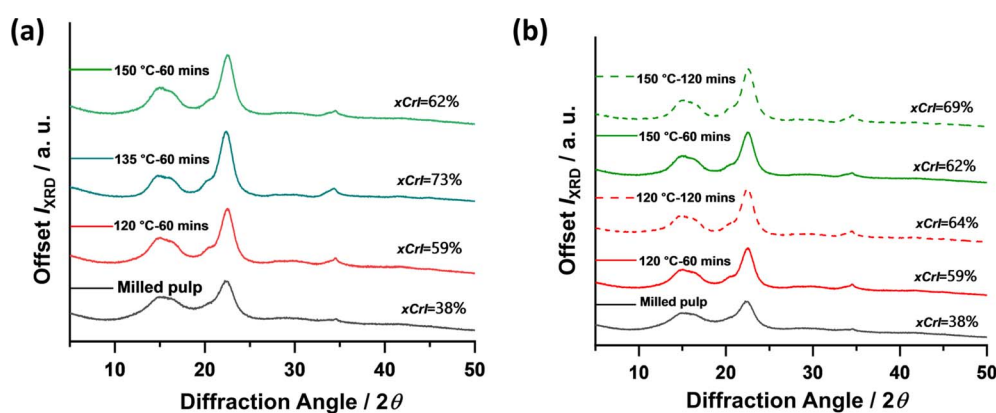 (a)
150 °C-60 mins
xCrI=62%
135 °C-60 mins
xCrI=73%
120 °C-60 mins
xCrI=59%
Milled pulp
xCrI=38%
Offset IXRD / a. u.
10 20 30 40 50
Diffraction Angle / 2θ
(b)
150 °C-120 mins
xCrI=69%
150 °C-60 mins
xCrI=62%
120 °C-120 mins
xCrI=64%
120 °C-60 mins
xCrI=59%
Milled pulp
xCrI=38%
Offset IXRD / a. u.
10 20 30 40 50
Diffraction Angle / 2θ